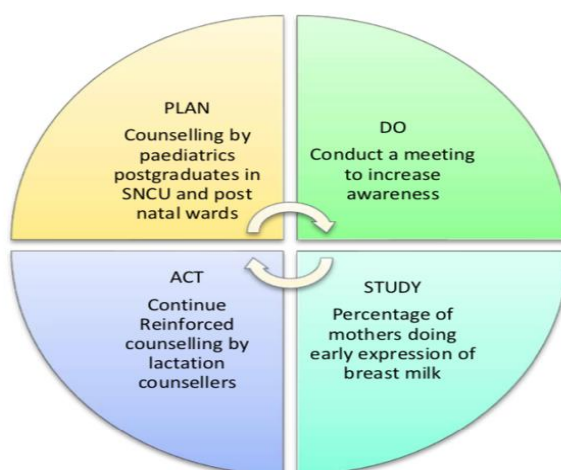 PLAN
Counselling by
paediatrics
postgraduates in
SNCU and post
natal wards
DO
Conduct a meeting
to increase
awareness
ACT
Continue
Reinforced
counselling by
lactation
counsellers
STUDY
Percentage of
mothers doing
early expression of
breast milk